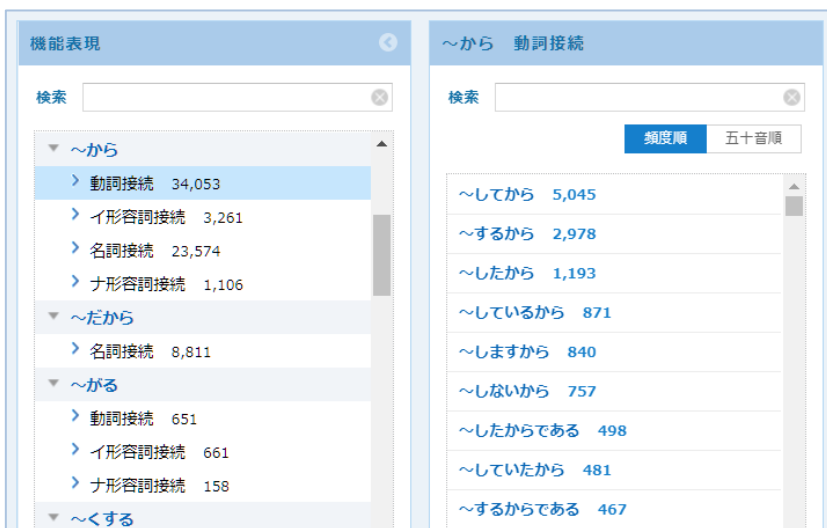 機能表現
検索
～から
動詞接続 34,053
イ形容詞接続 3,261
名詞接続 23,574
ナ形容詞接続 1,106
～だから
名詞接続 8,811
～がる
動詞接続 651
イ形容詞接続 661
ナ形容詞接続 158
～くする
～から 動詞接続
検索
頻度順 五十音順
～してから 5,045
～するから 2,978
～したから 1,193
～しているから 871
～しますから 840
～しないから 757
～したからである 498
～していたから 481
～するからである 467